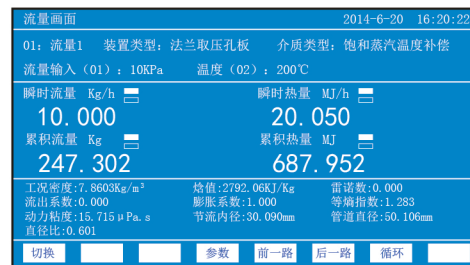 流量画面 2014-6-20 16:20:22
01: 流量1 装置类型: 法兰取压孔板 介质类型: 饱和蒸汽温度补偿
流量输入（01）: 10KPa 温度（02）: 200℃
瞬时流量 Kg/h 瞬时热量 MJ/h
10.000 20.050
累积流量 Kg 累积热量 MJ
247.302 687.952
工况密度:7.8603Kg/m³ 焓值:2792.06KJ/Kg 雷诺数:0.000
流出系数:0.000 膨胀系数:1.000 等熵指数:1.283
动力粘度:15.715μPa.s 节流内径:30.090mm 管道直径:50.106mm
直径比:0.601
切换 参数 前一路 后一路 循环